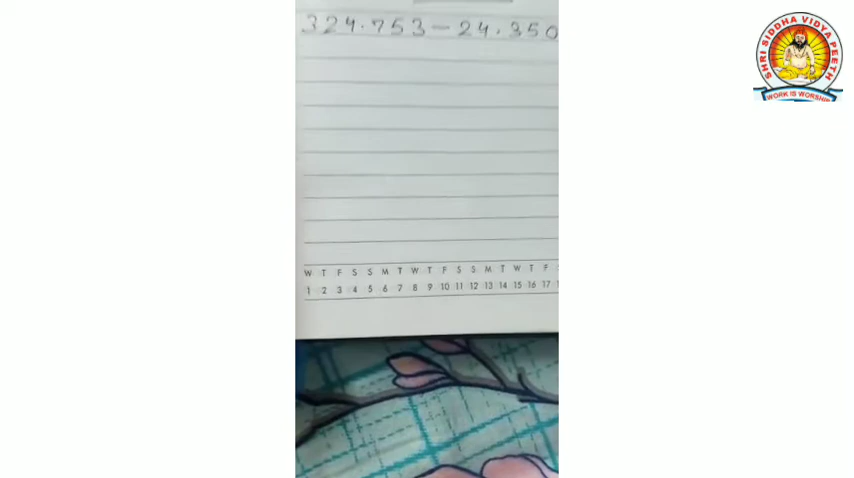 324.753 - 24.350
W T F S S M T W T F S S M T W T F
1 2 3 4 5 6 7 8 9 10 11 12 13 14 15 16 17
SHRI SIDDHA VIDYA PEETH
WORK IS WORSHIP